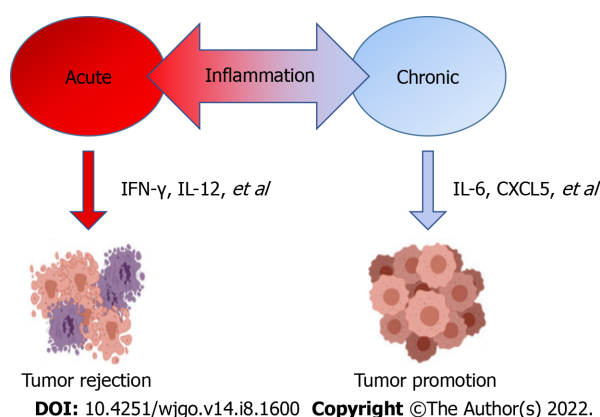 Acute
Inflammation
Chronic
IFN-γ, IL-12, et al
IL-6, CXCL5, et al
Tumor rejection
Tumor promotion
DOI: 10.4251/wjgo.v14.i8.1600 Copyright ©The Author(s) 2022.